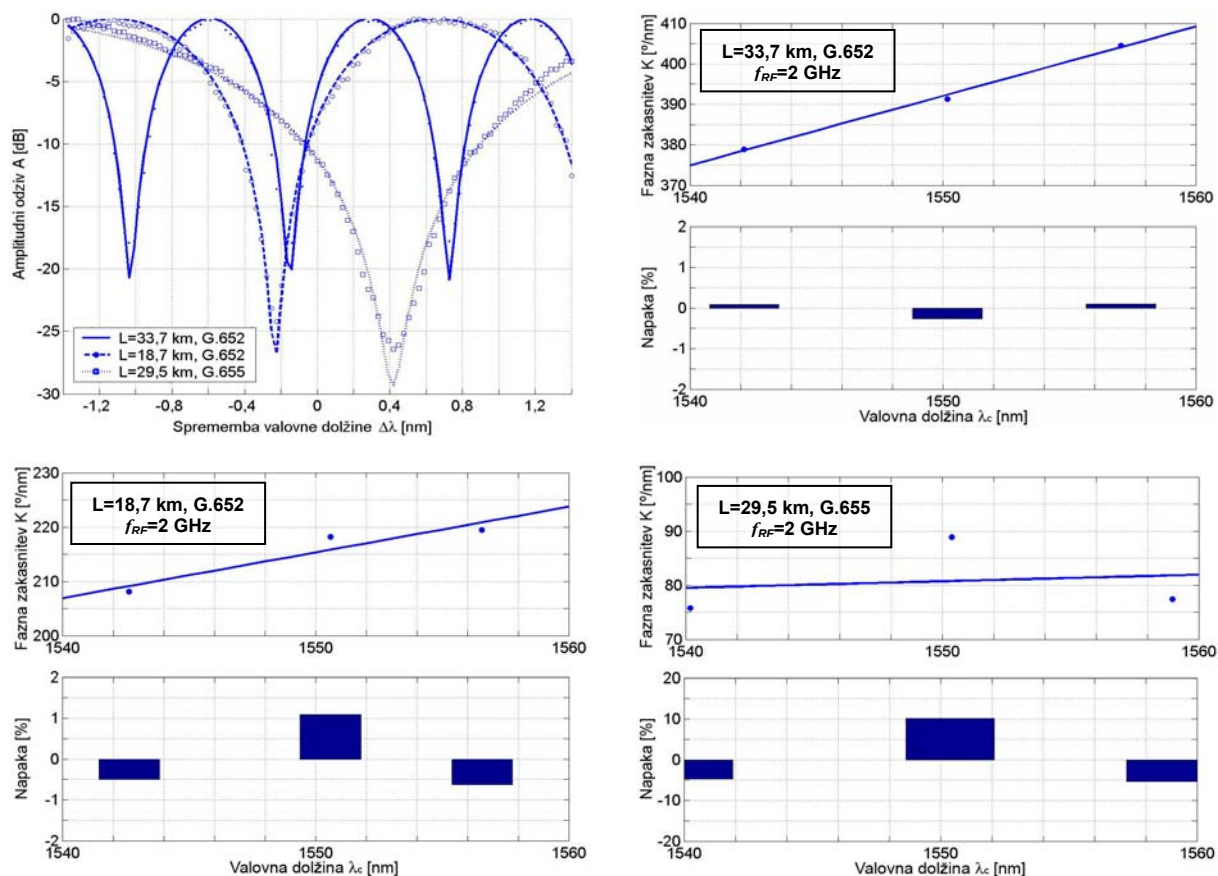 Amplitudni odziv A [dB]
0
-5
-10
-15
-20
-25
-30
L=33,7 km, G.652
L=18,7 km, G.652
L=29,5 km, G.655
-1,2 -0,8 -0,4 0 0,4 0,8 1,2
Sprememba valovne dolžine Δλ [nm]
Fazna zakasnitev K [º/nm]
410
400
390
380
370
L=33,7 km, G.652
fRF=2 GHz
1540 1550 1560
Napaka [%]
2
1
0
-1
-2
1540 1550 1560
Valovna dolžina λc [nm]
Fazna zakasnitev K [º/nm]
230
220
210
200
L=18,7 km, G.652
fRF=2 GHz
1540 1550 1560
Napaka [%]
2
1
0
-1
2
1540 1550 1560
Valovna dolžina λc [nm]
Fazna zakasnitev K [º/nm]
100
90
80
70
L=29,5 km, G.655
fRF=2 GHz
1540 1550 1560
Napaka [%]
20
10
0
-10
-20
1540 1550 1560
Valovna dolžina λc [nm]